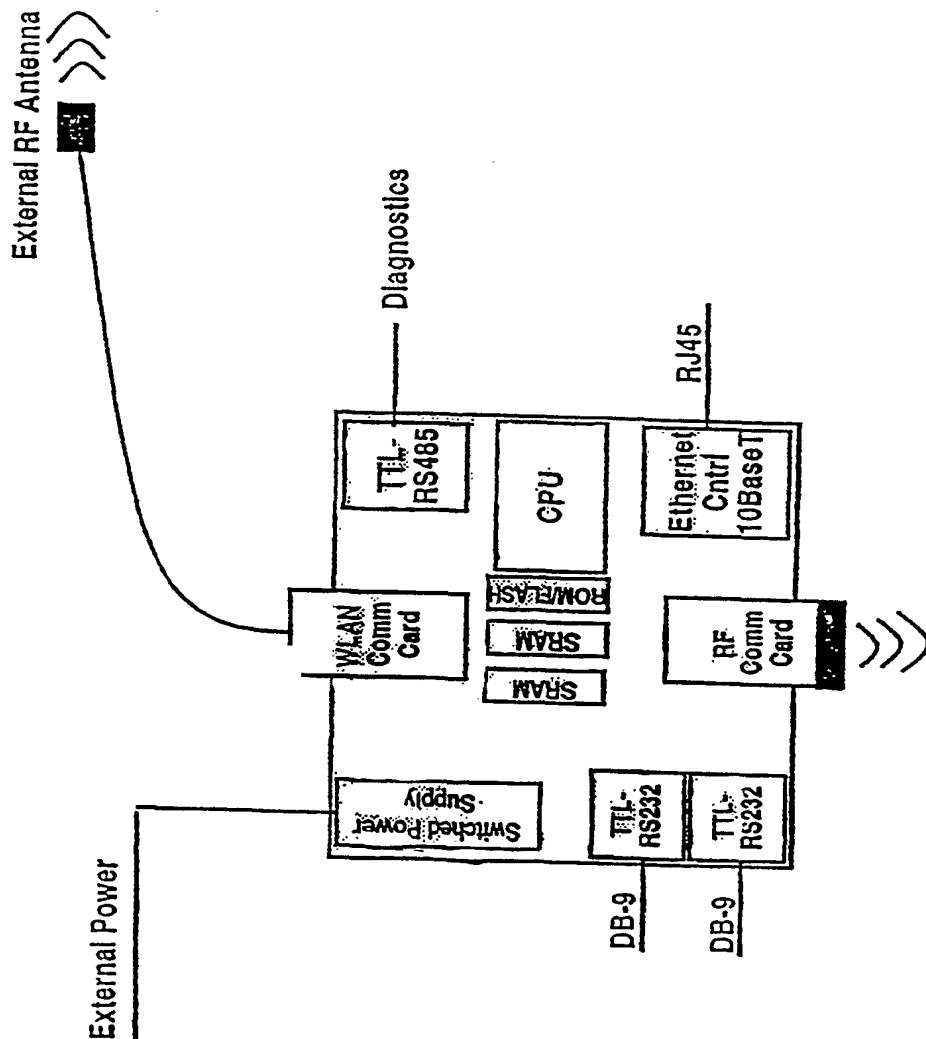 External RF Antenna
Diagnostics
RJ45
TTL-
RS485
CPU
Ethernet
Cntrl
10BaseT
WLAN
Comm
Card
ROM/FLASH
SRAM
SRAM
RF
Comm
Card
Switched Power
Supply
TTL-
RS232
TTL-
RS232
External Power
DB-9
DB-9